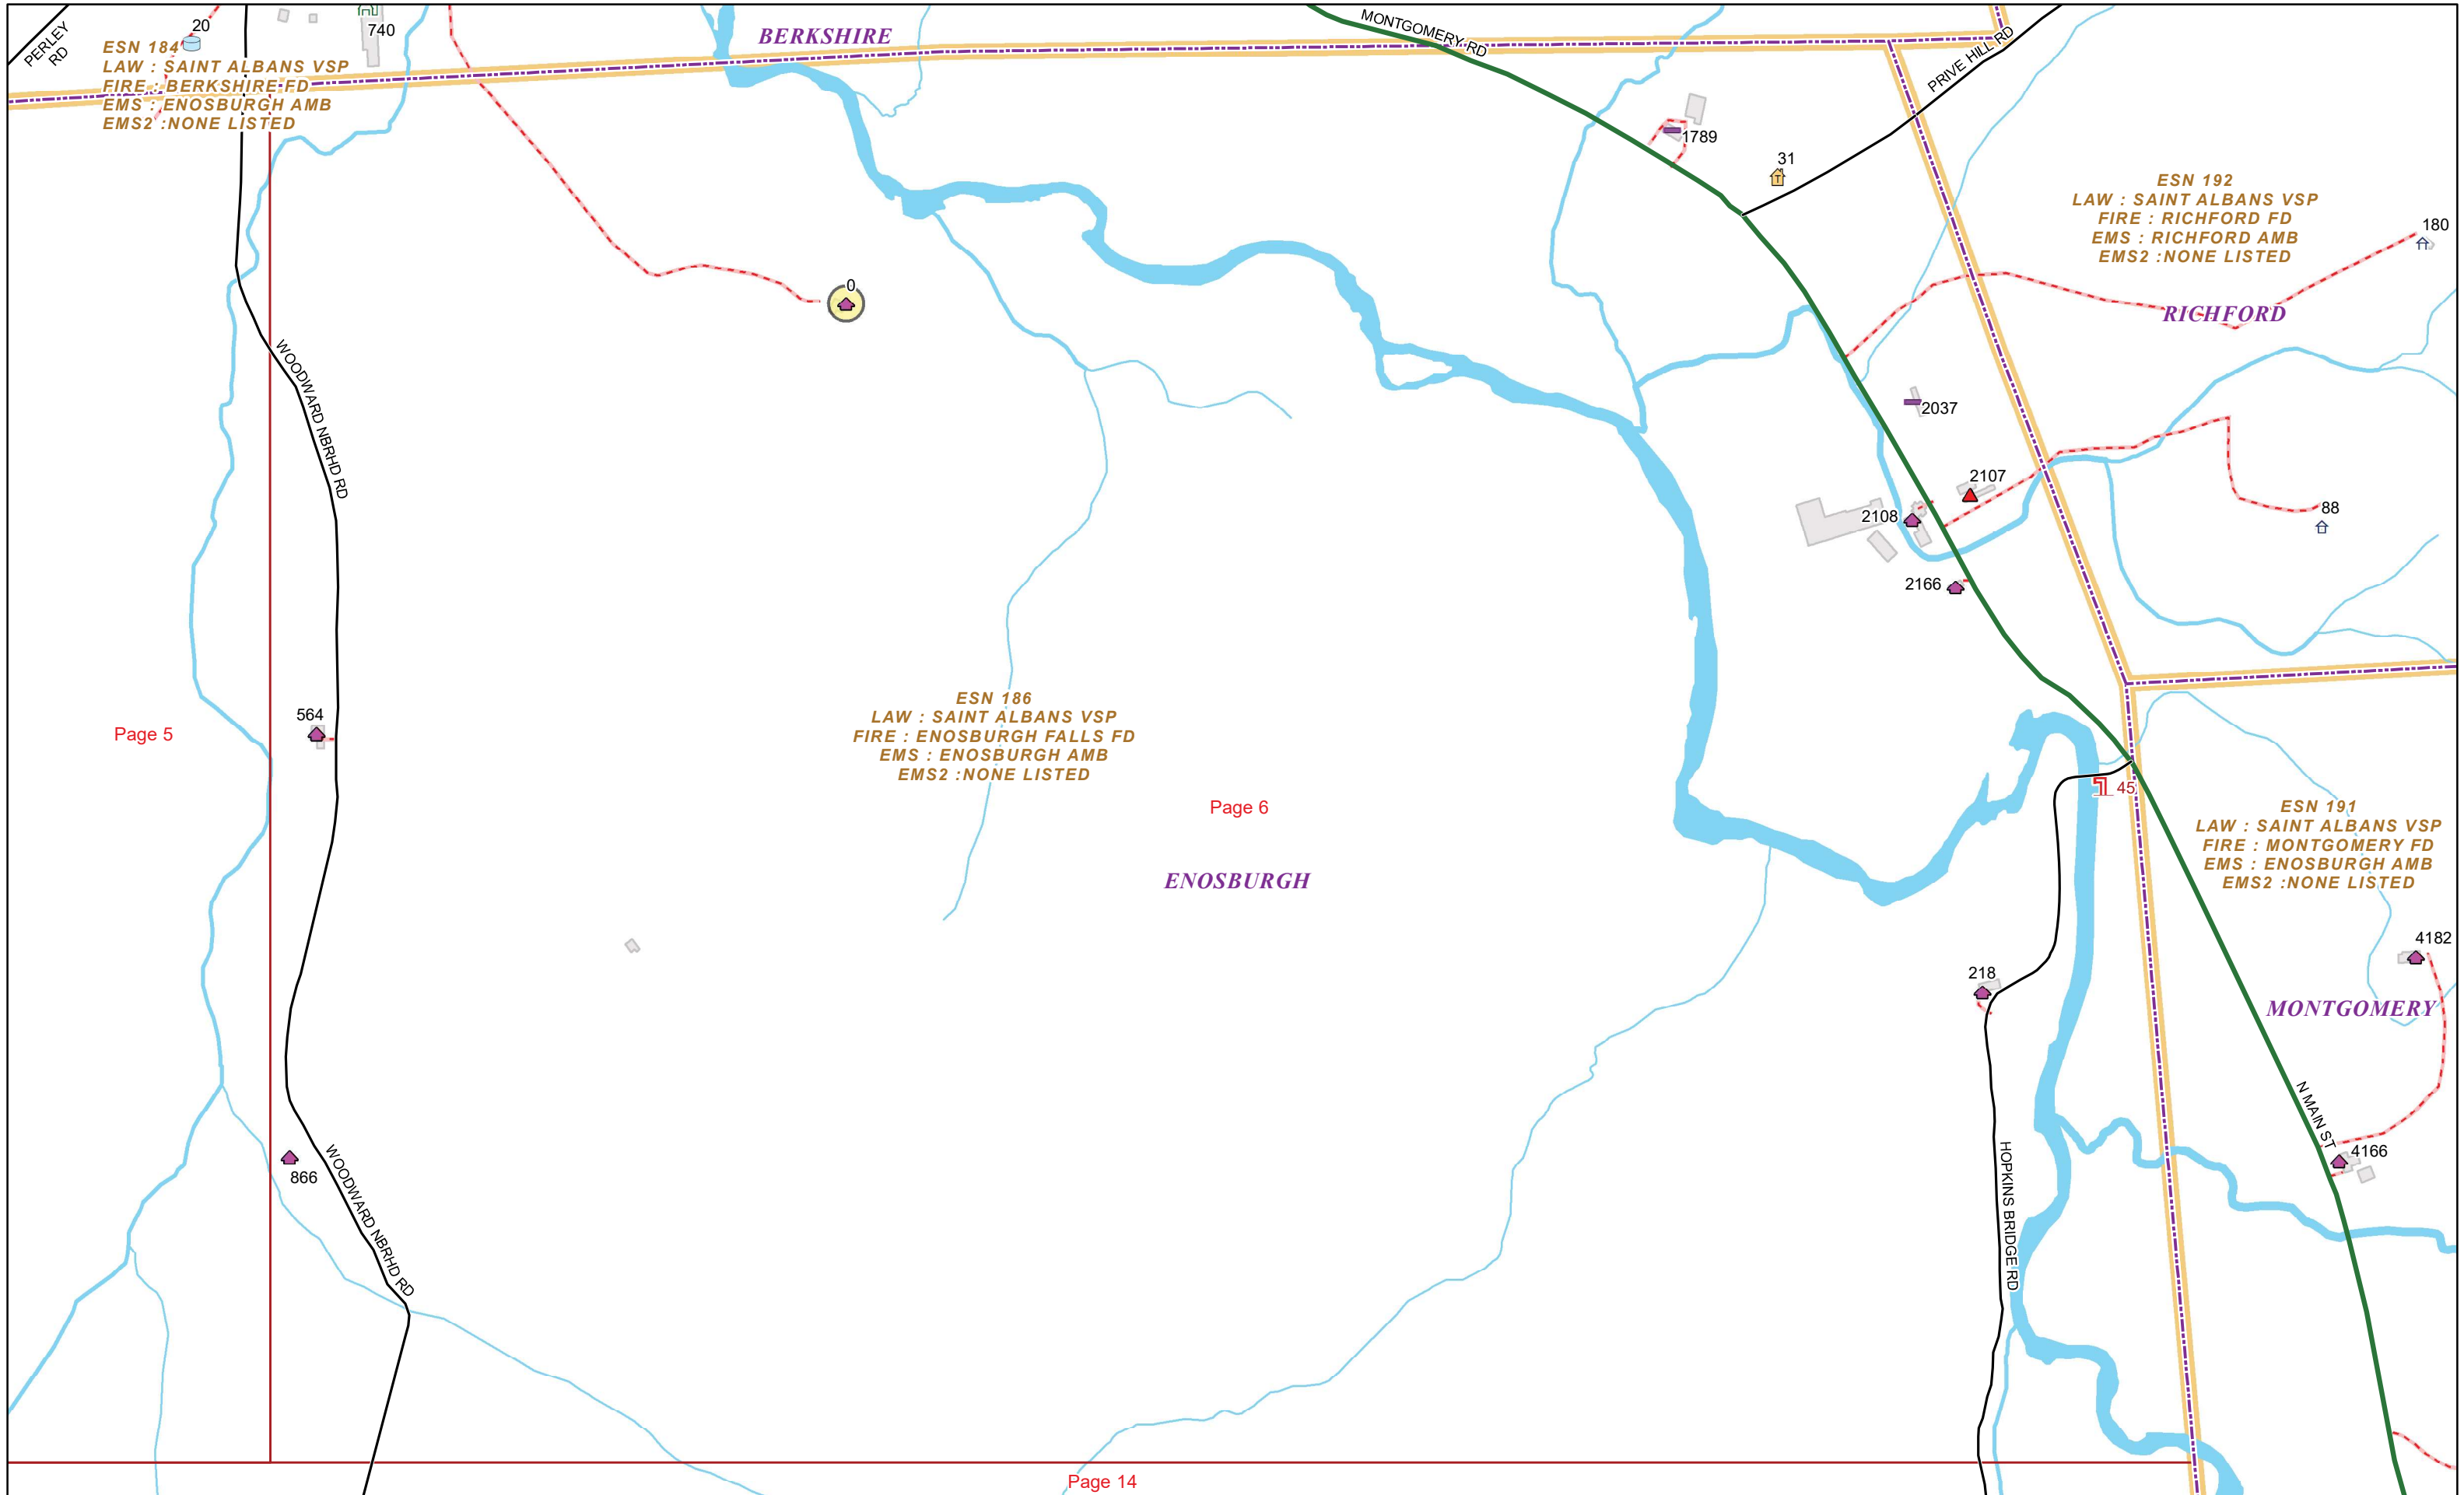 PERLEY
RD
20
740
ESN 184
LAW : SAINT ALBANS VSP
FIRE : BERKSHIRE FD
EMS : ENOSBURGH AMB
EMS2 :NONE LISTED
BERKSHIRE
MONTGOMERY RD
PRIVE HILL RD
1789
31
ESN 192
LAW : SAINT ALBANS VSP
FIRE : RICHFORD FD
EMS : RICHFORD AMB
EMS2 :NONE LISTED
180
0
RICHFORD
WOODWARD NBRHD RD
2037
2107
2108
88
2166
564
Page 5
ESN 186
LAW : SAINT ALBANS VSP
FIRE : ENOSBURGH FALLS FD
EMS : ENOSBURGH AMB
EMS2 :NONE LISTED
Page 6
45
ESN 191
LAW : SAINT ALBANS VSP
FIRE : MONTGOMERY FD
EMS : ENOSBURGH AMB
EMS2 :NONE LISTED
ENOSBURGH
4182
218
MONTGOMERY
N MAIN ST
4166
866
WOODWARD NBRHD RD
HOPKINS BRIDGE RD
Page 14